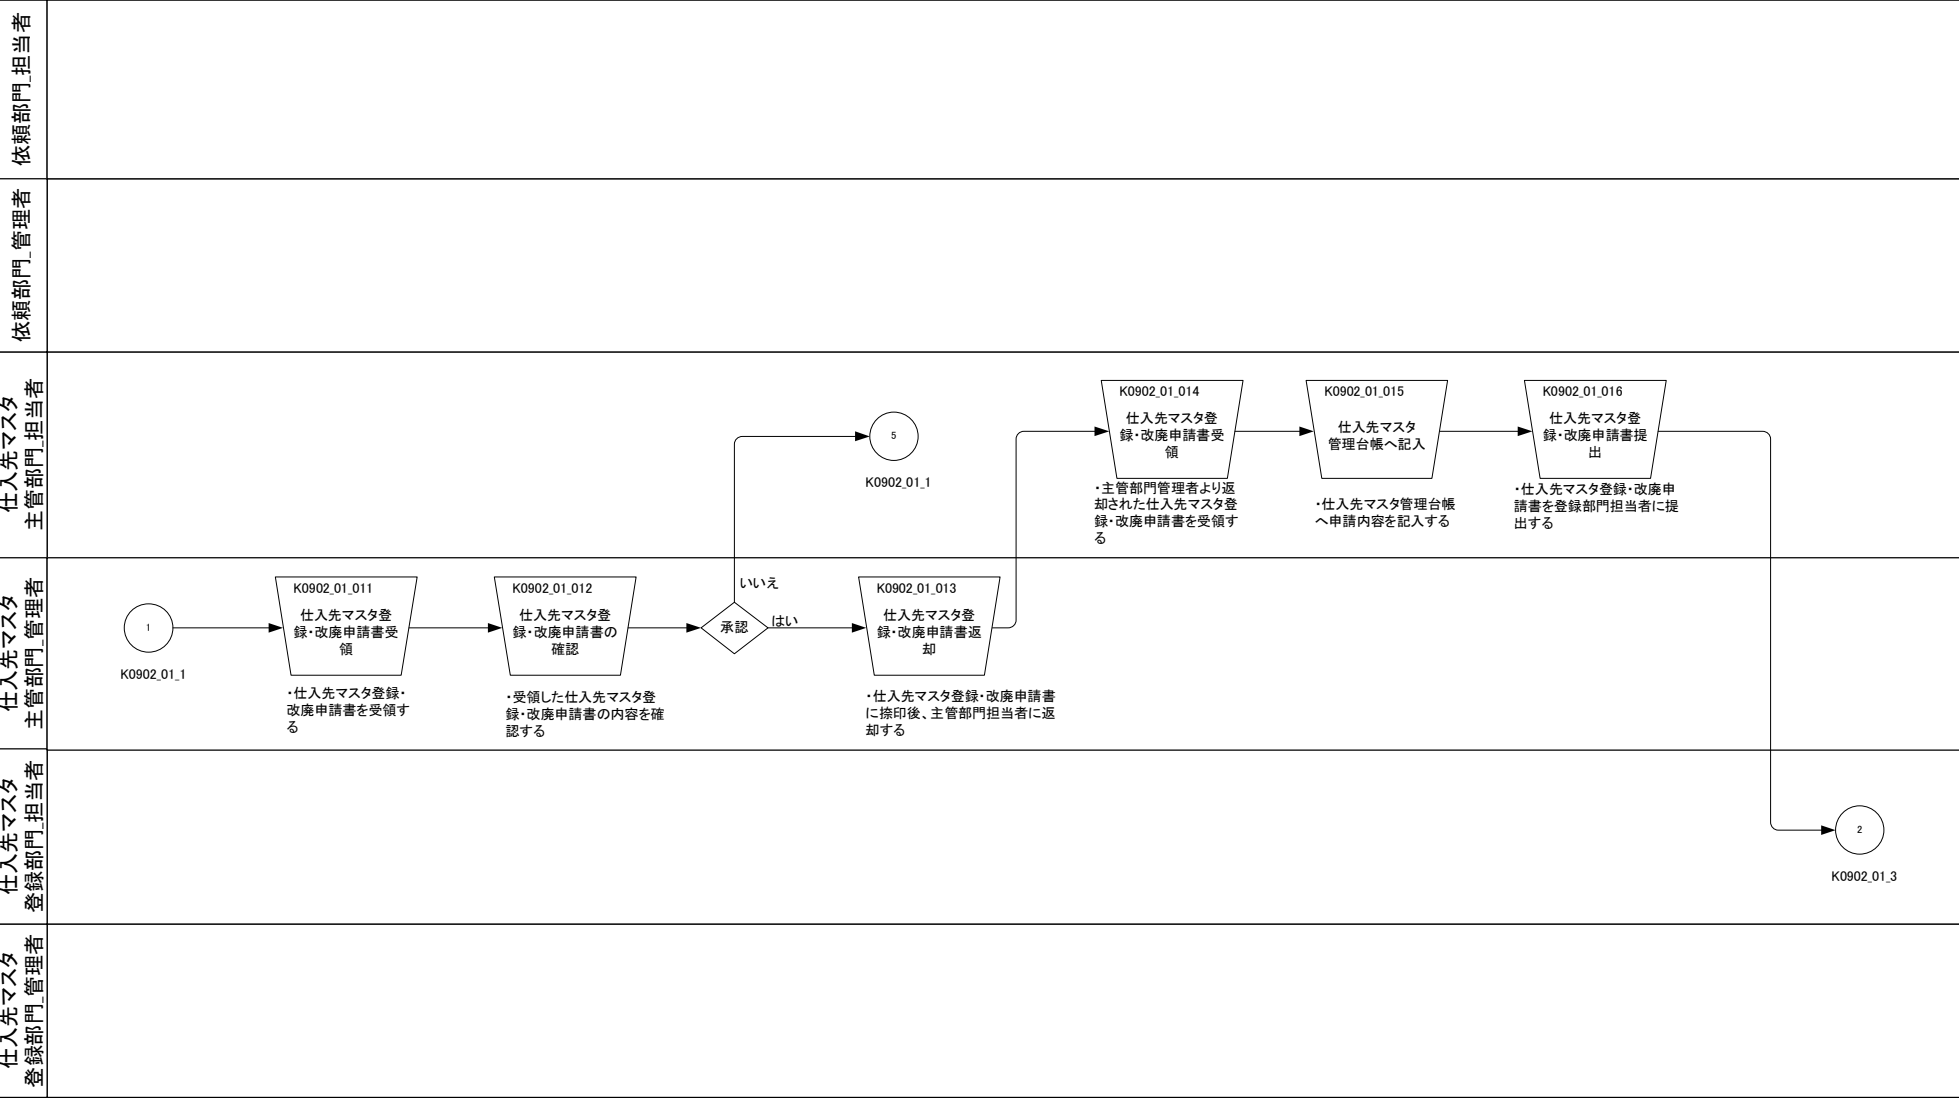 依頼部門_担当者
依頼部門_管理者
仕入先マスタ
主管部門_担当者
5
K0902_01_1
K0902_01_014
仕入先マスタ登
録・改廃申請書受
領
・主管部門管理者より返
却された仕入先マスタ登
録・改廃申請書を受領す
る
K0902_01_015
仕入先マスタ
管理台帳へ記入
・仕入先マスタ管理台帳
へ申請内容を記入する
K0902_01_016
仕入先マスタ登
録・改廃申請書提
出
・仕入先マスタ登録・改廃申
請書を登録部門担当者に提
出する
仕入先マスタ
主管部門_管理者
1
K0902_01_1
K0902_01_011
仕入先マスタ登
録・改廃申請書受
領
・仕入先マスタ登録・
改廃申請書を受領す
る
K0902_01_012
仕入先マスタ登
録・改廃申請書の
確認
・受領した仕入先マスタ登
録・改廃申請書の内容を確
認する
いいえ
承認
はい
K0902_01_013
仕入先マスタ登
録・改廃申請書返
却
・仕入先マスタ登録・改廃申請書
に捺印後、主管部門担当者に返
却する
仕入先マスタ
登録部門_担当者
2
K0902_01_3
仕入先マスタ
登録部門_管理者